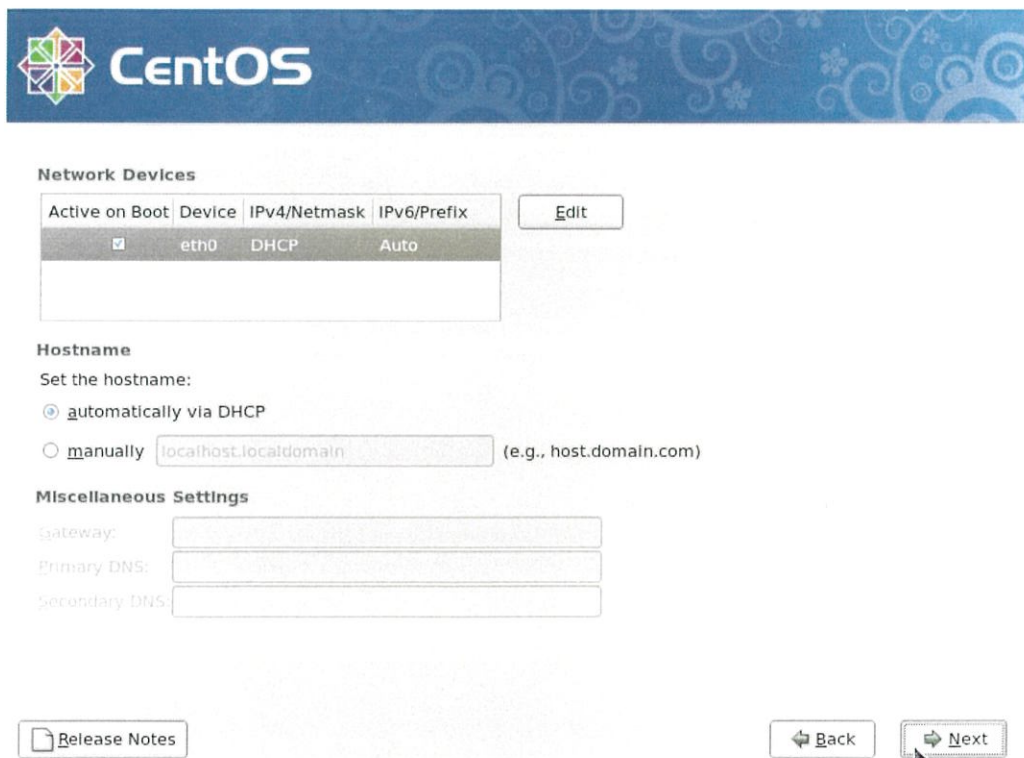 CentOS
Network Devices
Active on Boot Device IPv4/Netmask IPv6/Prefix
Edit
eth0 DHCP Auto
Hostname
Set the hostname:
automatically via DHCP
manually localhost.localdomain (e.g., host.domain.com)
Miscellaneous Settings
Gateway:
Primary DNS:
Secondary DNS:
Release Notes
Back
Next